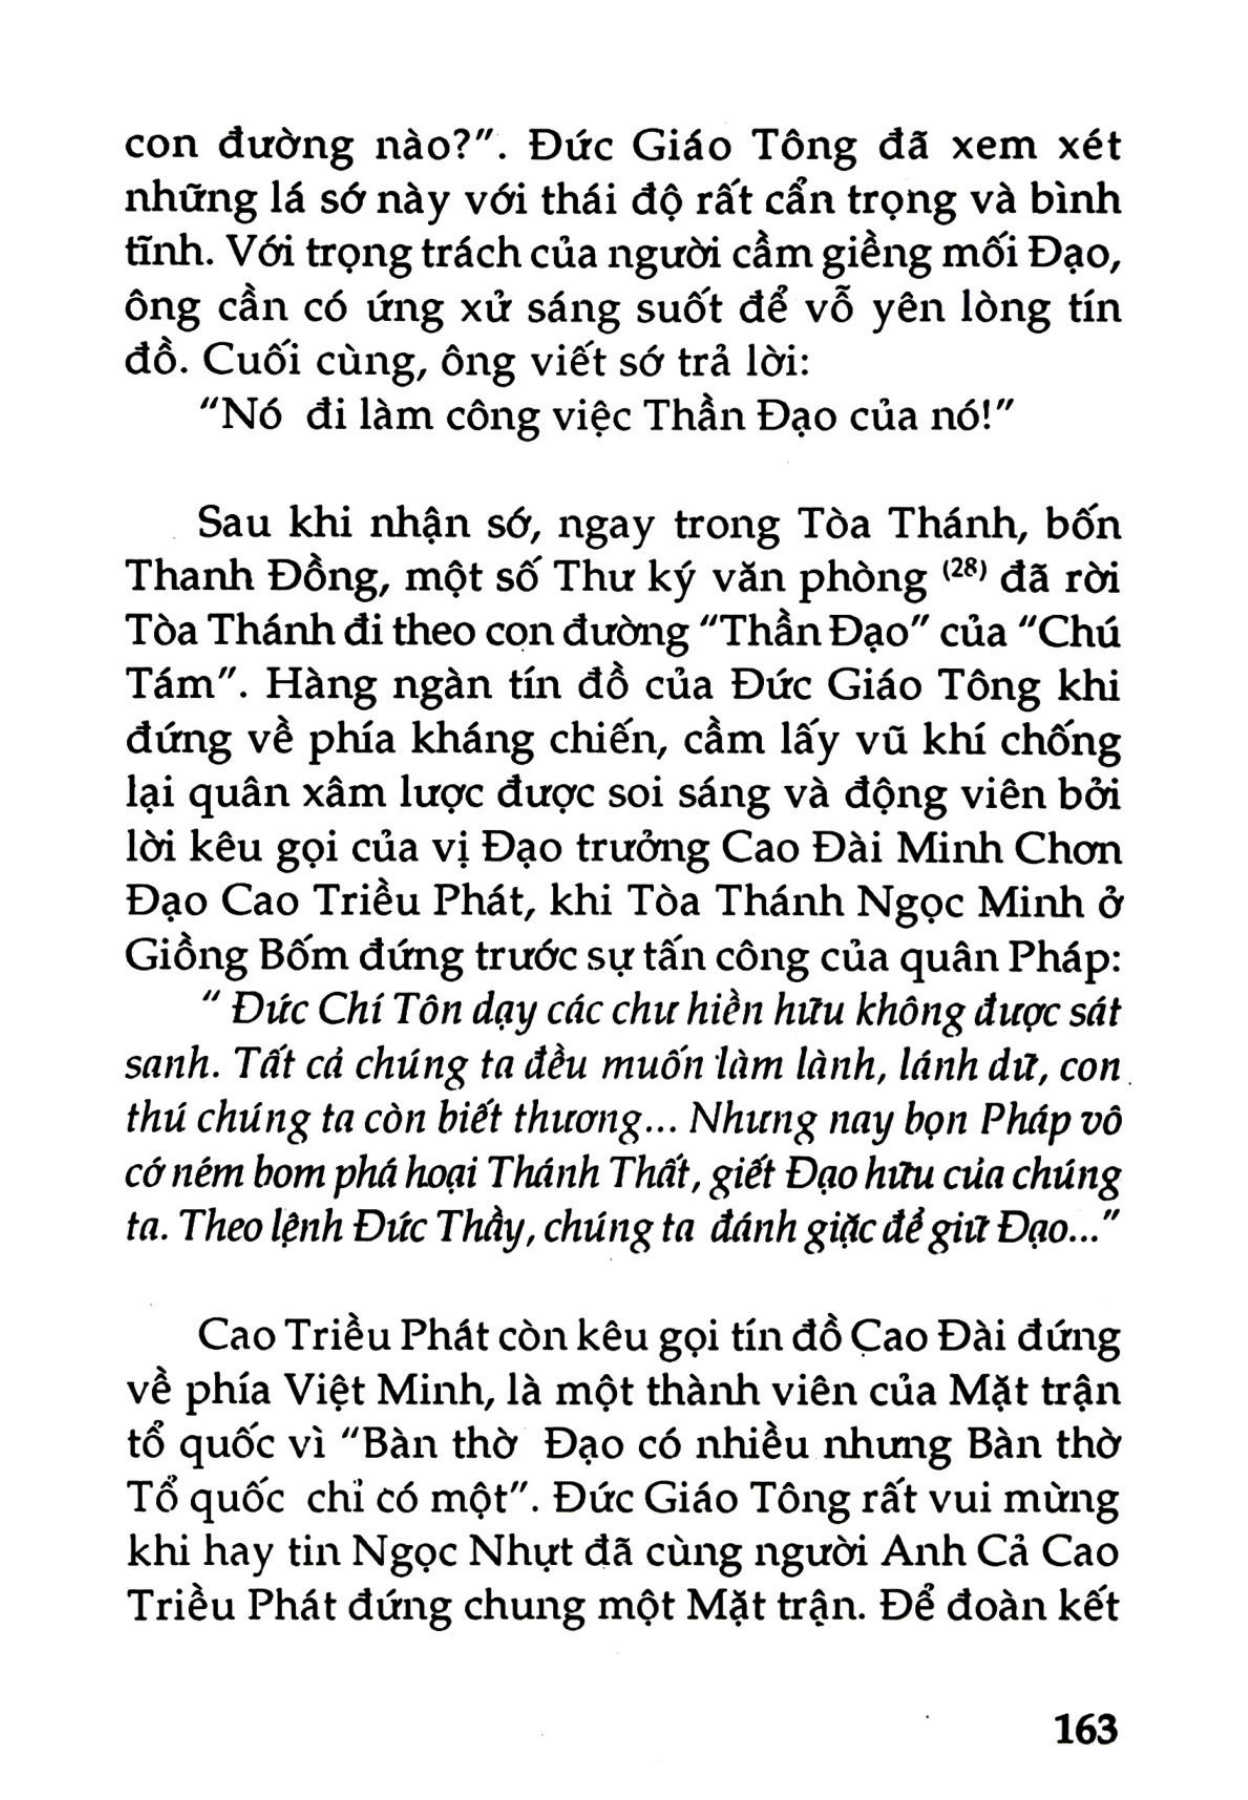 con đường nào?". Đức Giáo Tông đã xem xét
những lá sớ này với thái độ rất cẩn trọng và bình
tĩnh. Với trọng trách của người cầm giềng mối Đạo,
ông cần có ứng xử sáng suốt để vỗ yên lòng tín
đồ. Cuối cùng, ông viết sớ trả lời:
"Nó đi làm công việc Thần Đạo của nó!"
Sau khi nhận sớ, ngay trong Tòa Thánh, bốn
Thanh Đồng, một số Thư ký văn phòng (28) đã rời
Tòa Thánh đi theo con đường "Thần Đạo" của "Chú
Tám". Hàng ngàn tín đồ của Đức Giáo Tông khi
đứng về phía kháng chiến, cầm lấy vũ khí chống
lại quân xâm lược được soi sáng và động viên bởi
lời kêu gọi của vị Đạo trưởng Cao Đài Minh Chơn
Đạo Cao Triều Phát, khi Tòa Thánh Ngọc Minh ở
Giồng Bốm đứng trước sự tấn công của quân Pháp:
" Đức Chí Tôn dạy các chư hiền hữu không được sát
sanh. Tất cả chúng ta đều muốn làm lành, lánh dữ, con
thú chúng ta còn biết thương... Nhưng nay bọn Pháp vô
cớ ném bom phá hoại Thánh Thất, giết Đạo hữu của chúng
ta. Theo lệnh Đức Thầy, chúng ta đánh giặc để giữ Đạo..."
Cao Triều Phát còn kêu gọi tín đồ Cao Đài đứng
về phía Việt Minh, là một thành viên của Mặt trận
tổ quốc vì "Bàn thờ Đạo có nhiều nhưng Bàn thờ
Tổ quốc chỉ có một". Đức Giáo Tông rất vui mừng
khi hay tin Ngọc Nhựt đã cùng người Anh Cả Cao
Triều Phát đứng chung một Mặt trận. Để đoàn kết
163